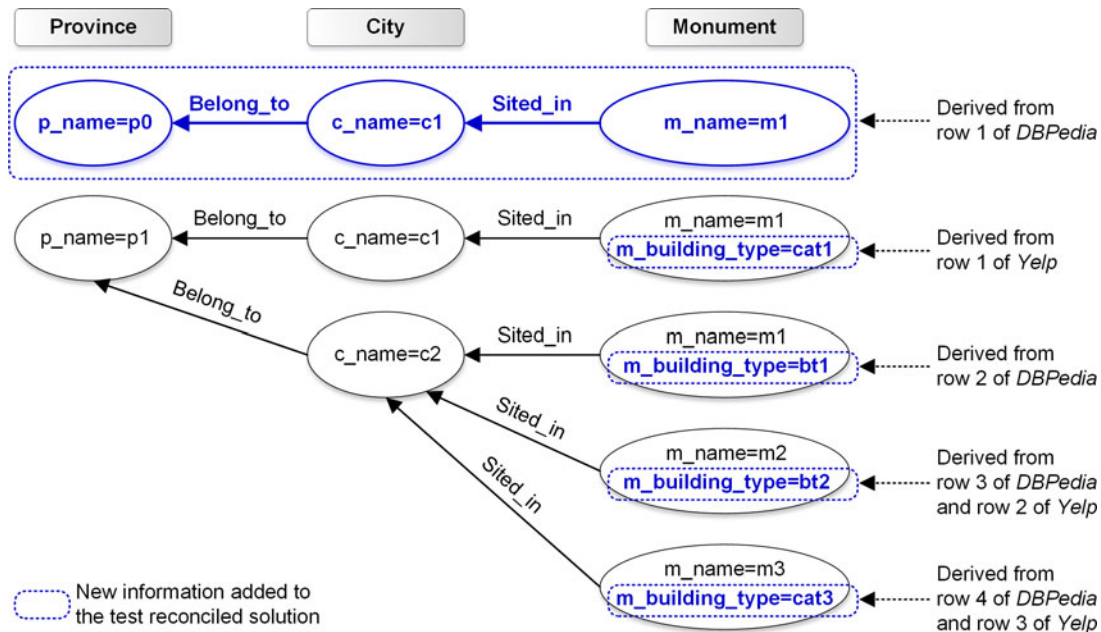 Province
City
Monument
p_name=p0
Belong_to
c_name=c1
Sited_in
m_name=m1
Derived from
row 1 of DBPedia
p_name=p1
Belong_to
c_name=c1
Sited_in
m_name=m1
m_building_type=cat1
Derived from
row 1 of Yelp
Belong_to
c_name=c2
Sited_in
m_name=m1
m_building_type=bt1
Derived from
row 2 of DBPedia
Sited_in
m_name=m2
m_building_type=bt2
Derived from
row 3 of DBPedia
and row 2 of Yelp
Sited_in
m_name=m3
m_building_type=cat3
Derived from
row 4 of DBPedia
and row 3 of Yelp
New information added to
the test reconciled solution